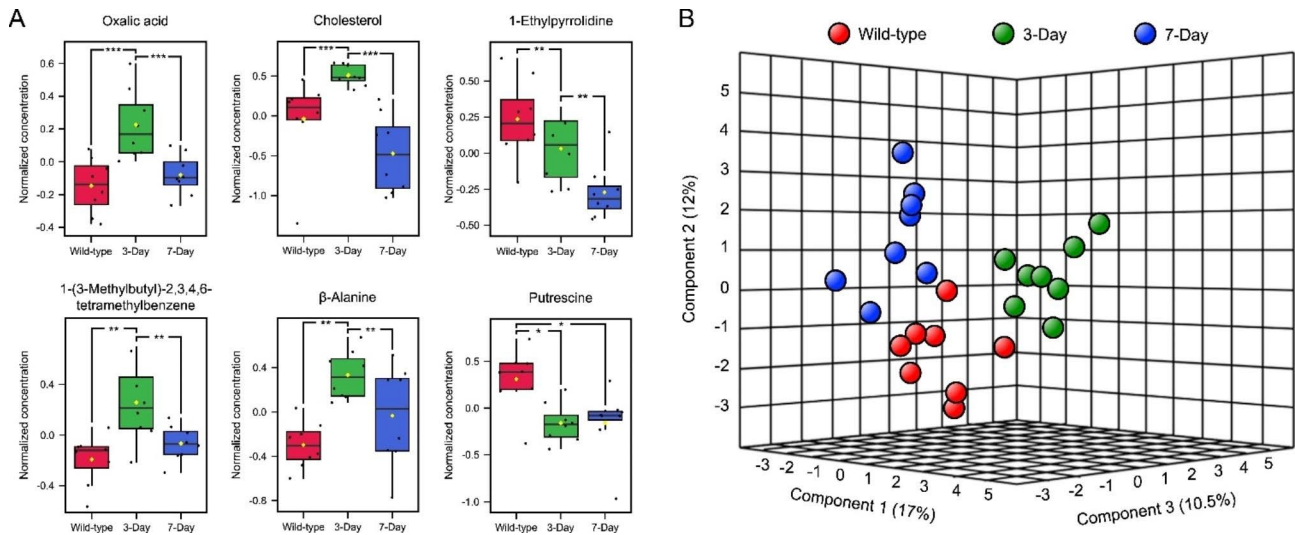 A
Oxalic acid
Normalized concentration
0.6
0.4
0.2
0.0
-0.2
-0.4
***
***
Wild-type 3-Day 7-Day
Cholesterol
Normalized concentration
0.5
0.0
-0.5
-1.0
***
***
Wild-type 3-Day 7-Day
1-Ethylpyrrolidine
Normalized concentration
0.75
0.50
0.25
0.00
-0.25
-0.50
**
**
Wild-type 3-Day 7-Day
1-(3-Methylbutyl)-2,3,4,6-
tetramethylbenzene
Normalized concentration
0.4
0.0
-0.4
**
**
Wild-type 3-Day 7-Day
β-Alanine
Normalized concentration
0.8
0.4
0.0
-0.4
-0.8
**
**
Wild-type 3-Day 7-Day
Putrescine
Normalized concentration
0.5
0.0
-0.5
-1.0
*
*
Wild-type 3-Day 7-Day
B
Wild-type 3-Day 7-Day
Component 2 (12%)
5
4
3
2
1
0
-1
-2
-3
-3 -2 -1 0 1 2 3 4 5
Component 1 (17%)
-3 -2 -1 0 1 2 3 4 5
Component 3 (10.5%)